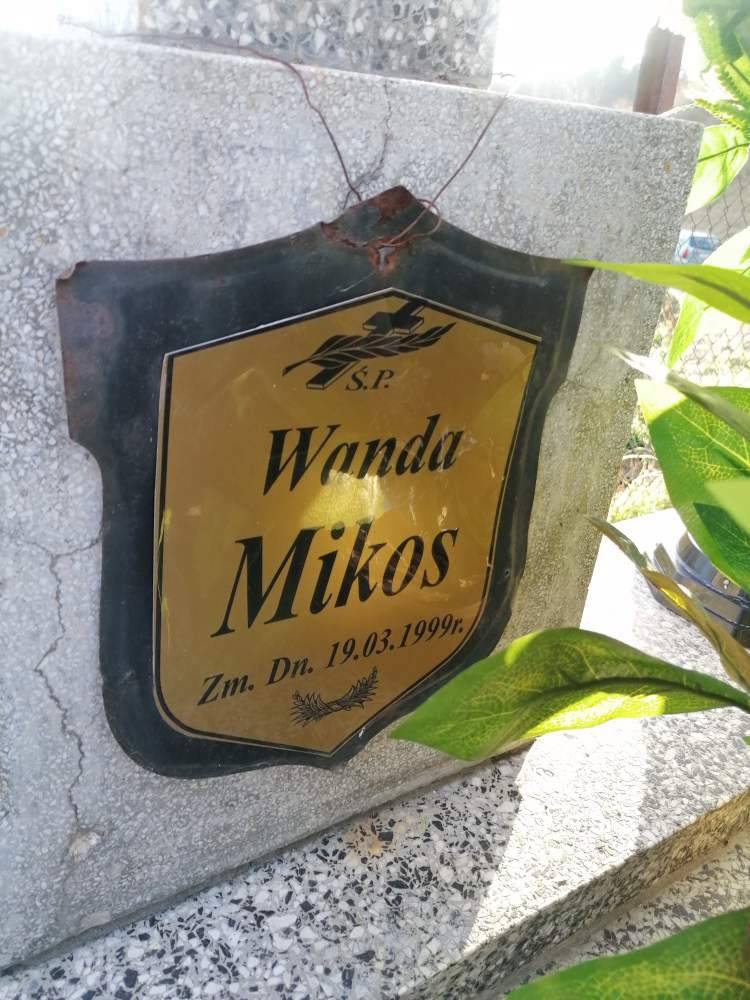 Ś.P.
Wanda
Mikos
Zm. Dn. 19.03.1999r.